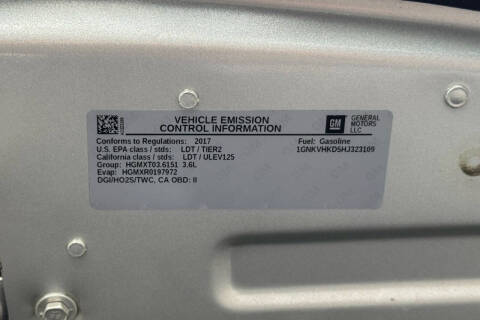 VEHICLE EMISSION
CONTROL INFORMATION
GM
GENERAL
MOTORS
LLC
Conforms to Regulations: 2017
Fuel: Gasoline
U.S. EPA class / stds: LDT / TIER2
1GNKVHKD5HJ323109
California class / stds: LDT / ULEV125
Group: HGMXT03.6151 3.6L
Evap: HGMXR0197972
DGI/HO2S/TWC, CA OBD: II